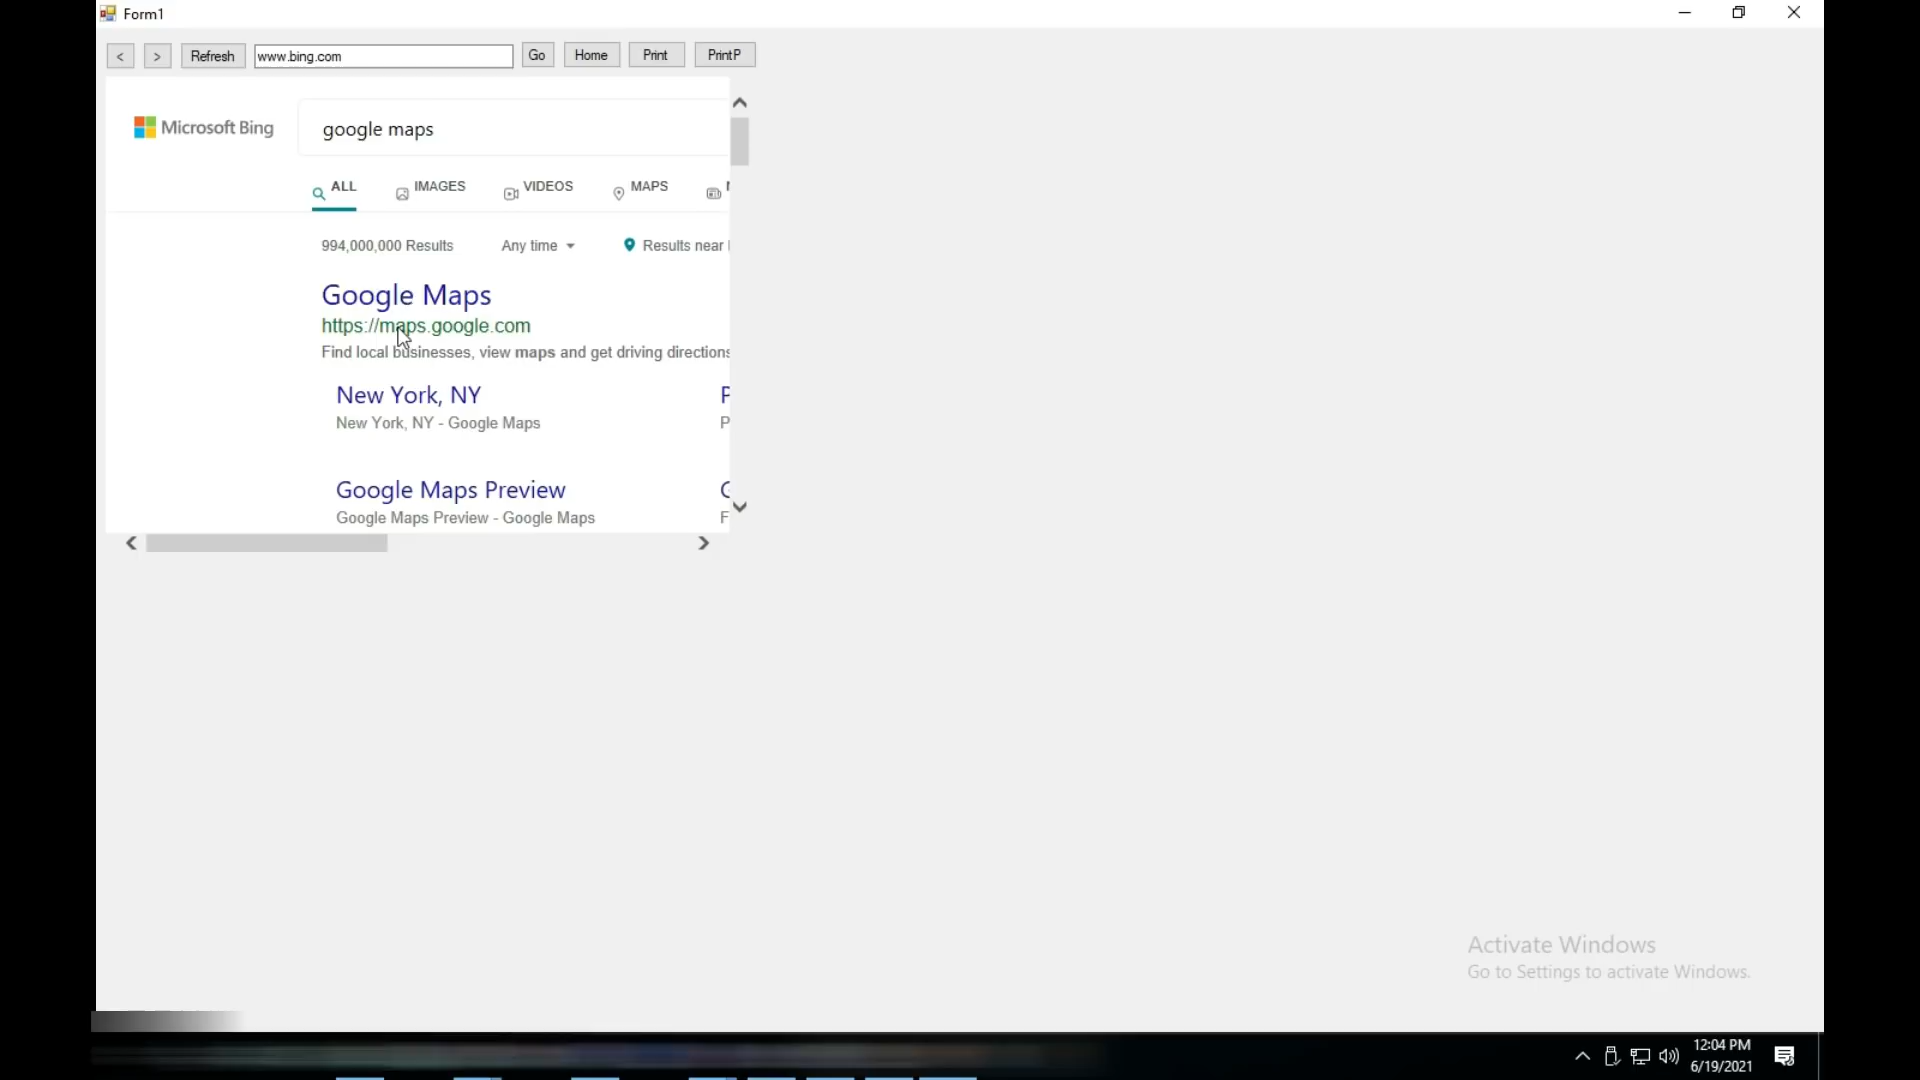 Form1
< > Refresh www.bing.com Go Home Print PrintP
Microsoft Bing google maps
ALL IMAGES VIDEOS MAPS N
994,000,000 Results Any time Results near
Google Maps
https://maps.google.com
Find local businesses, view maps and get driving directions
New York, NY P
New York, NY - Google Maps P
Google Maps Preview G
Google Maps Preview - Google Maps F
Activate Windows
Go to Settings to activate Windows.
12:04 PM
6/19/2021